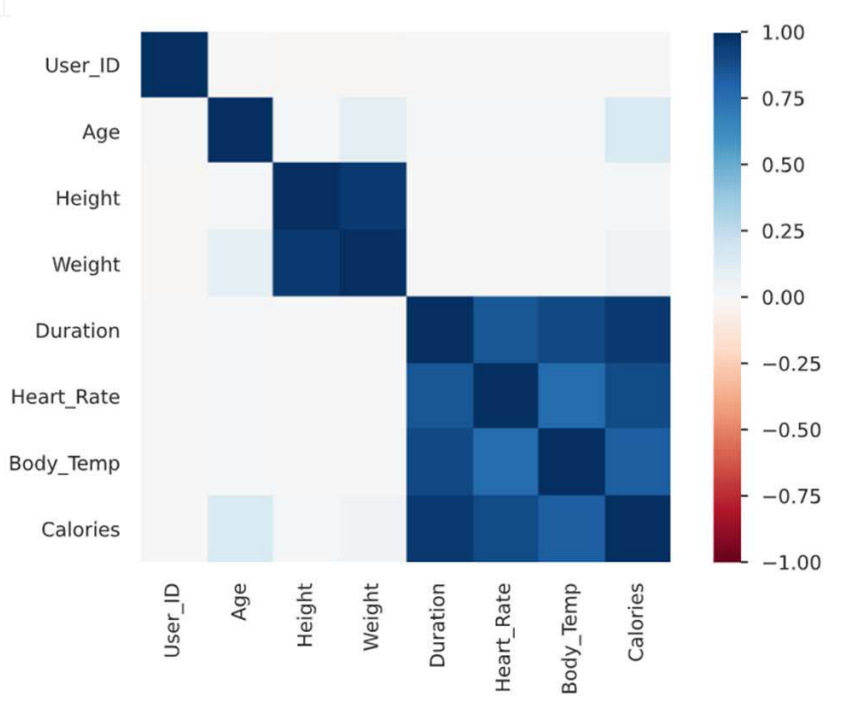 User_ID
Age
Height
Weight
Duration
Heart_Rate
Body_Temp
Calories
User_ID
Age
Height
Weight
Duration
Heart_Rate
Body_Temp
Calories
1.00
0.75
0.50
0.25
0.00
−0.25
−0.50
−0.75
−1.00